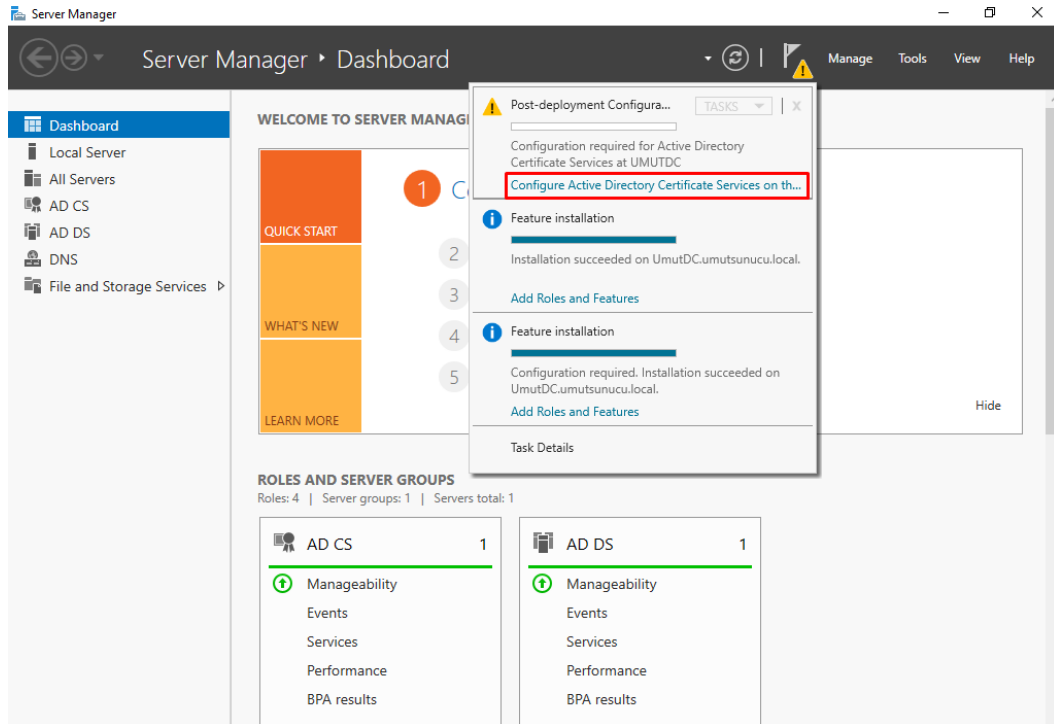 Server Manager
Server Manager ‣ Dashboard
Manage Tools View Help
Dashboard
Local Server
All Servers
AD CS
AD DS
DNS
File and Storage Services
WELCOME TO SERVER MANAG
QUICK START
WHAT'S NEW
LEARN MORE
1 C
2
3
4
5
Hide
Post-deployment Configura... TASKS X
Configuration required for Active Directory
Certificate Services at UMUTDC
Configure Active Directory Certificate Services on th...
Feature installation
Installation succeeded on UmutDC.umutsunucu.local.
Add Roles and Features
Feature installation
Configuration required. Installation succeeded on
UmutDC.umutsunucu.local.
Add Roles and Features
Task Details
ROLES AND SERVER GROUPS
Roles: 4 | Server groups: 1 | Servers total: 1
AD CS 1
Manageability
Events
Services
Performance
BPA results
AD DS 1
Manageability
Events
Services
Performance
BPA results